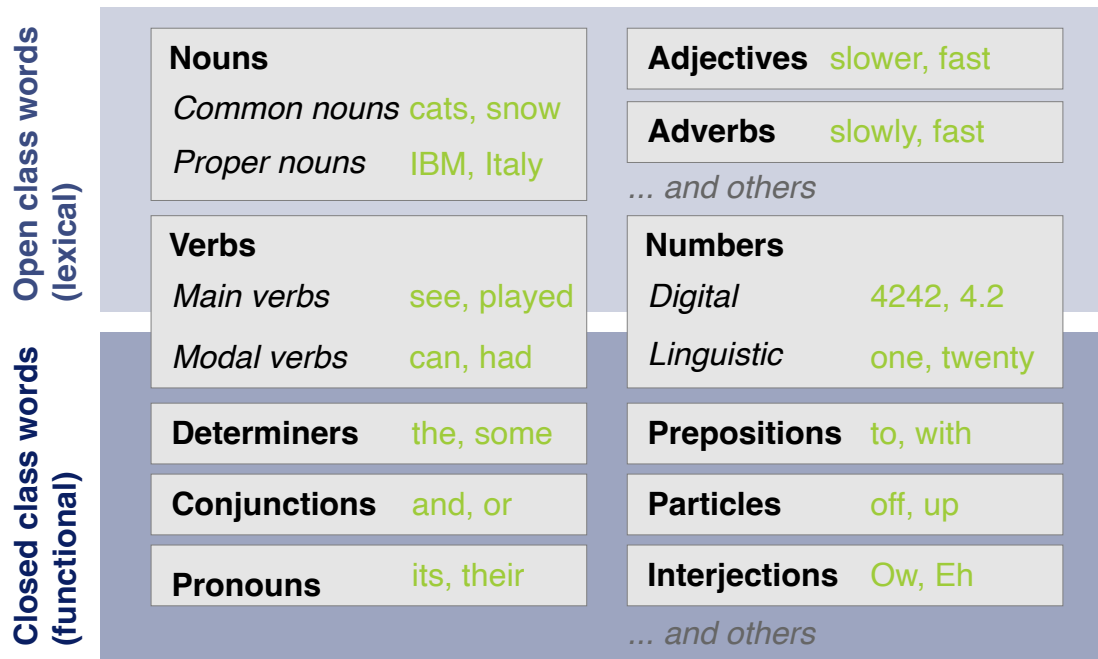 Open class words
(lexical)
Nouns
Common nouns cats, snow
Proper nouns IBM, Italy
Adjectives slower, fast
Adverbs slowly, fast
... and others
Verbs
Main verbs see, played
Modal verbs can, had
Numbers
Digital 4242, 4.2
Linguistic one, twenty
Closed class words
(functional)
Determiners the, some
Conjunctions and, or
Pronouns its, their
Prepositions to, with
Particles off, up
Interjections Ow, Eh
... and others